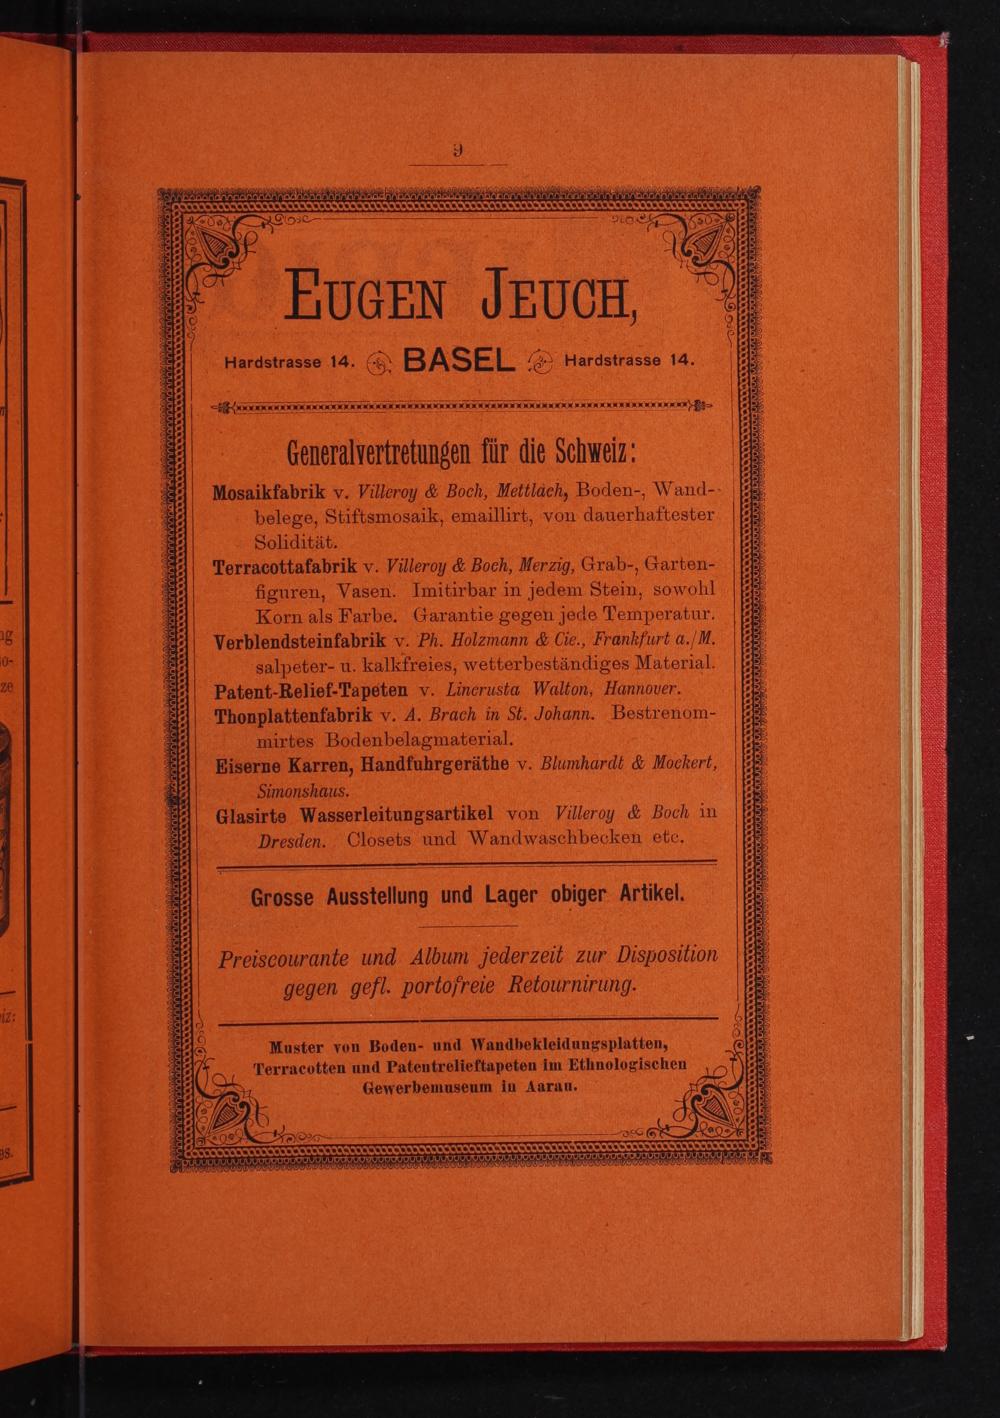 9
EUGEN JEUCH,
Hardstrasse 14. BASEL Hardstrasse 14.
Generalvertretungen für die Schweiz:
Mosaikfabrik v. Villeroy & Boch, Mettlach, Boden-, Wand-
belege, Stiftsmosaik, emaillirt, von dauerhaftester
Solidität.
Terracottafabrik v. Villeroy & Boch, Merzig, Grab-, Garten-
figuren, Vasen. Imitirbar in jedem Stein, sowohl
Korn als Farbe. Garantie gegen jede Temperatur.
Verblendsteinfabrik v. Ph. Holzmann & Cie., Frankfurt a./M.
salpeter- u. kalkfreies, wetterbeständiges Material.
Patent-Relief-Tapeten v. Lincrusta Walton, Hannover.
Thonplattenfabrik v. A. Brach in St. Johann. Bestrenom-
mirtes Bodenbelagmaterial.
Eiserne Karren, Handfuhrgeräthe v. Blumhardt & Mockert,
Simonshaus.
Glasirte Wasserleitungsartikel von Villeroy & Boch in
Dresden. Closets und Wandwaschbecken etc.
Grosse Ausstellung und Lager obiger Artikel.
Preiscourante und Album jederzeit zur Disposition
gegen gefl. portofreie Retournirung.
Muster von Boden- und Wandbekleidungsplatten,
Terracotten und Patentrelieftapeten im Ethnologischen
Gewerbemuseum in Aarau.